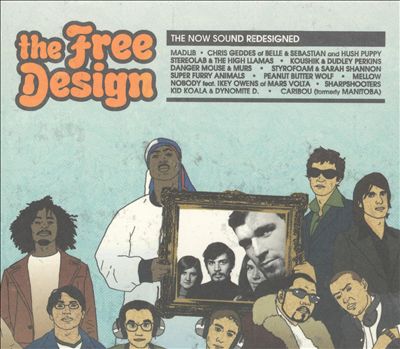 the Free
Design
THE NOW SOUND REDESIGNED
MADLIB • CHRIS GEDDES of BELLE & SEBASTIAN and HUSH PUPPY
STEREOLAB & THE HIGH LLAMAS • KOUSHIK & DUDLEY PERKINS
DANGER MOUSE & MURS • STYROFOAM & SARAH SHANNON
SUPER FURRY ANIMALS • PEANUT BUTTER WOLF • MELLOW
NOBODY feat. IKEY OWENS of MARS VOLTA • SHARPSHOOTERS
KID KOALA & DYNOMITE D. • CARIBOU (formerly MANITOBA)